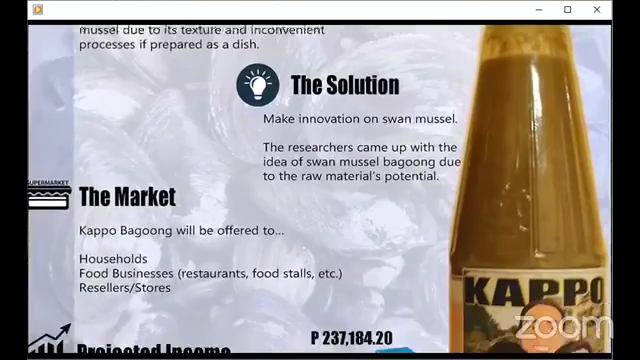 mussel due to its texture and inconvenient
processes if prepared as a dish.
The Solution
Make innovation on swan mussel.
The researchers came up with the
idea of swan mussel bagoong due
to the raw material's potential.
SUPERMARKET
The Market
Kappo Bagoong will be offered to...
Households
Food Businesses (restaurants, food stalls, etc.)
Resellers/Stores
KAPPO
zoom
P 237,184.20
Projected Income